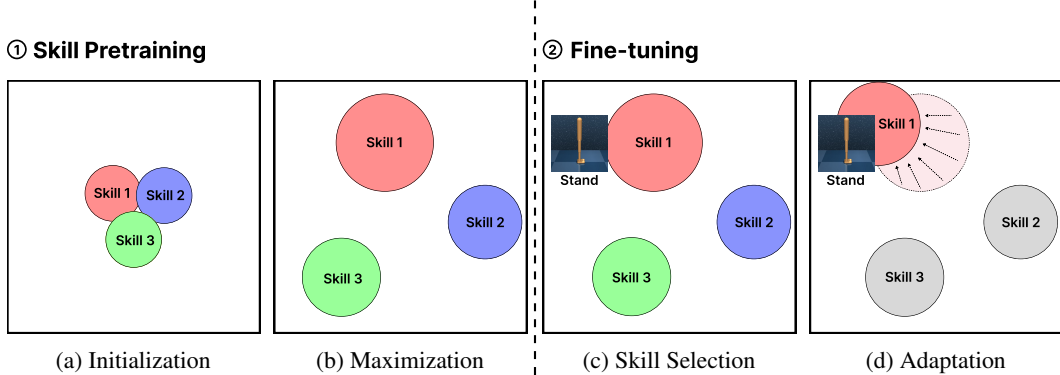 ① Skill Pretraining
② Fine-tuning
Skill 1
Skill 2
Skill 3
Skill 1
Skill 2
Skill 3
Skill 1
Stand
Skill 2
Skill 3
Skill 1
Stand
Skill 2
Skill 3
(a) Initialization
(b) Maximization
(c) Skill Selection
(d) Adaptation